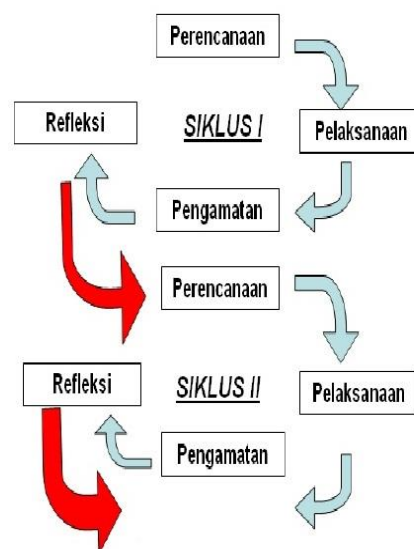 Perencanaan
Refleksi
SIKLUS I
Pelaksanaan
Pengamatan
Perencanaan
Refleksi
SIKLUS II
Pelaksanaan
Pengamatan